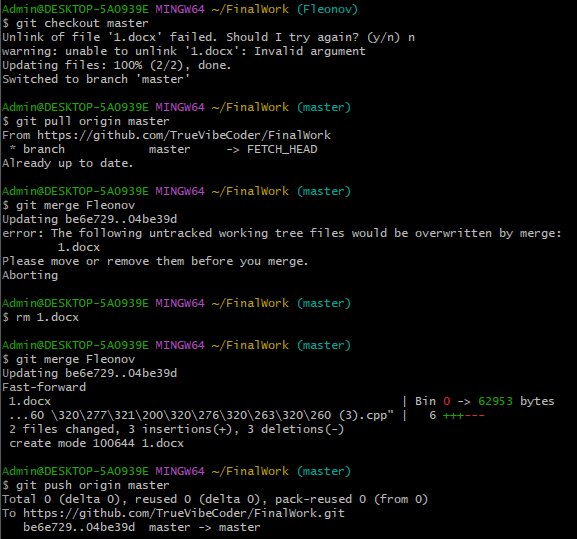 Admin@DESKTOP-5A0939E MINGW64 ~/FinalWork (Fleonov)
$ git checkout master
Unlink of file '1.docx' failed. Should I try again? (y/n) n
warning: unable to unlink '1.docx': Invalid argument
Updating files: 100% (2/2), done.
Switched to branch 'master'
Admin@DESKTOP-5A0939E MINGW64 ~/FinalWork (master)
$ git pull origin master
From https://github.com/TrueVibeCoder/FinalWork
 * branch            master     -> FETCH_HEAD
Already up to date.
Admin@DESKTOP-5A0939E MINGW64 ~/FinalWork (master)
$ git merge Fleonov
Updating be6e729..04be39d
error: The following untracked working tree files would be overwritten by merge:
        1.docx
Please move or remove them before you merge.
Aborting
Admin@DESKTOP-5A0939E MINGW64 ~/FinalWork (master)
$ rm 1.docx
Admin@DESKTOP-5A0939E MINGW64 ~/FinalWork (master)
$ git merge Fleonov
Updating be6e729..04be39d
Fast-forward
 1.docx                                             | Bin 0 -> 62953 bytes
 ...60 \320\277\321\200\320\276\320\263\320\260 (3).cpp" |   6 +++---
 2 files changed, 3 insertions(+), 3 deletions(-)
 create mode 100644 1.docx
Admin@DESKTOP-5A0939E MINGW64 ~/FinalWork (master)
$ git push origin master
Total 0 (delta 0), reused 0 (delta 0), pack-reused 0 (from 0)
To https://github.com/TrueVibeCoder/FinalWork.git
   be6e729..04be39d  master -> master